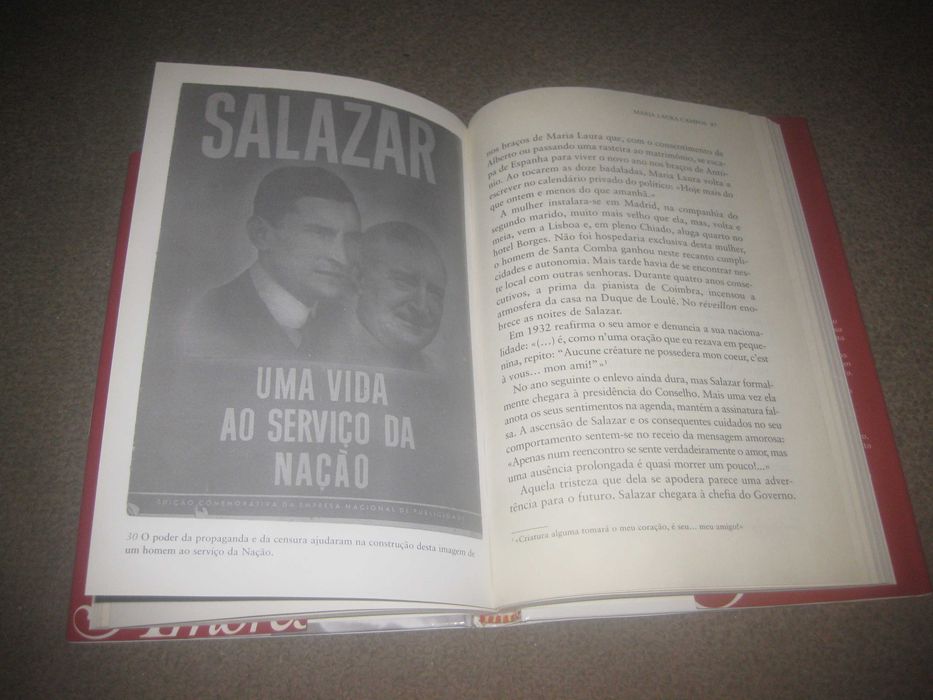 SALAZAR
UMA VIDA
AO SERVIÇO DA
NAÇÃO
EDIÇÃO COMEMORATIVA DA EMPRESA NACIONAL DE PUBLICIDADE
30 O poder da propaganda e da censura ajudaram na construção desta imagem de
um homem ao serviço da Nação.
MARIA LAURA CAMPOS
nos braços de Maria Laura que, com o consentimento de
Alberto ou passando uma rasteira ao matrimónio, se esca-
pa de Espanha para viver o novo ano nos braços de Antó-
nio. Ao tocarem as doze badaladas, Maria Laura volta a
escrever no calendário privado do político: «Hoje mais do
que ontem e menos do que amanhã.»
A mulher instalara-se em Madrid, na companhia do
segundo marido, muito mais velho que ela, mas, volta e
meia, vem a Lisboa e, em pleno Chiado, aluga quarto no
hotel Borges. Não foi hospedaria exclusiva desta mulher,
o homem de Santa Comba ganhou neste recanto cumpli-
cidades e autonomia. Mais tarde havia de se encontrar nes-
te local com outras senhoras. Durante quatro anos conse-
cutivos, a prima da pianista de Coimbra, incensou a
atmosfera da casa na Duque de Loulé. No réveillon eno-
brece as noites de Salazar.
Em 1932 reafirma o seu amor e denuncia a sua naciona-
lidade: «(...) é, como n'uma oração que eu rezava em peque-
nina, repito: "Aucune créature ne possedera mon coeur, c'est
à vous... mon ami!"»¹
No ano seguinte o enlevo ainda dura, mas Salazar formal-
mente chegara à presidência do Conselho. Mais uma vez ela
anota os seus sentimentos na agenda, mantém a assinatura fal-
sa. A ascensão de Salazar e os consequentes cuidados no seu
comportamento sentem-se no receio da mensagem amorosa:
«Apenas num reencontro se sente verdadeiramente o amor, mas
uma ausência prolongada é quasi morrer um pouco!...»
Aquela tristeza que dela se apodera parece uma adver-
tência para o futuro. Salazar chegara à chefia do Governo.
¹ «Criatura alguma tomará o meu coração, é seu... meu amigo!»